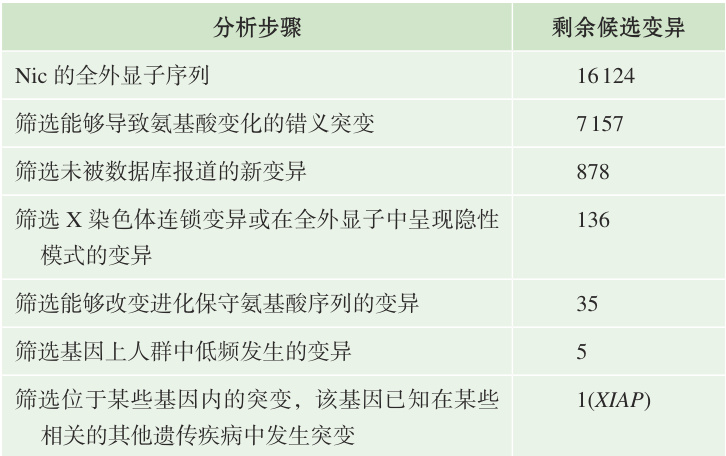 分析步骤 剩余候选变异
Nic 的全外显子序列 16 124
筛选能够导致氨基酸变化的错义突变 7 157
筛选未被数据库报道的新变异 878
筛选 X 染色体连锁变异或在全外显子中呈现隐性 136
模式的变异
筛选能够改变进化保守氨基酸序列的变异 35
筛选基因上人群中低频发生的变异 5
筛选位于某些基因内的突变，该基因已知在某些 1(XIAP)
相关的其他遗传疾病中发生突变